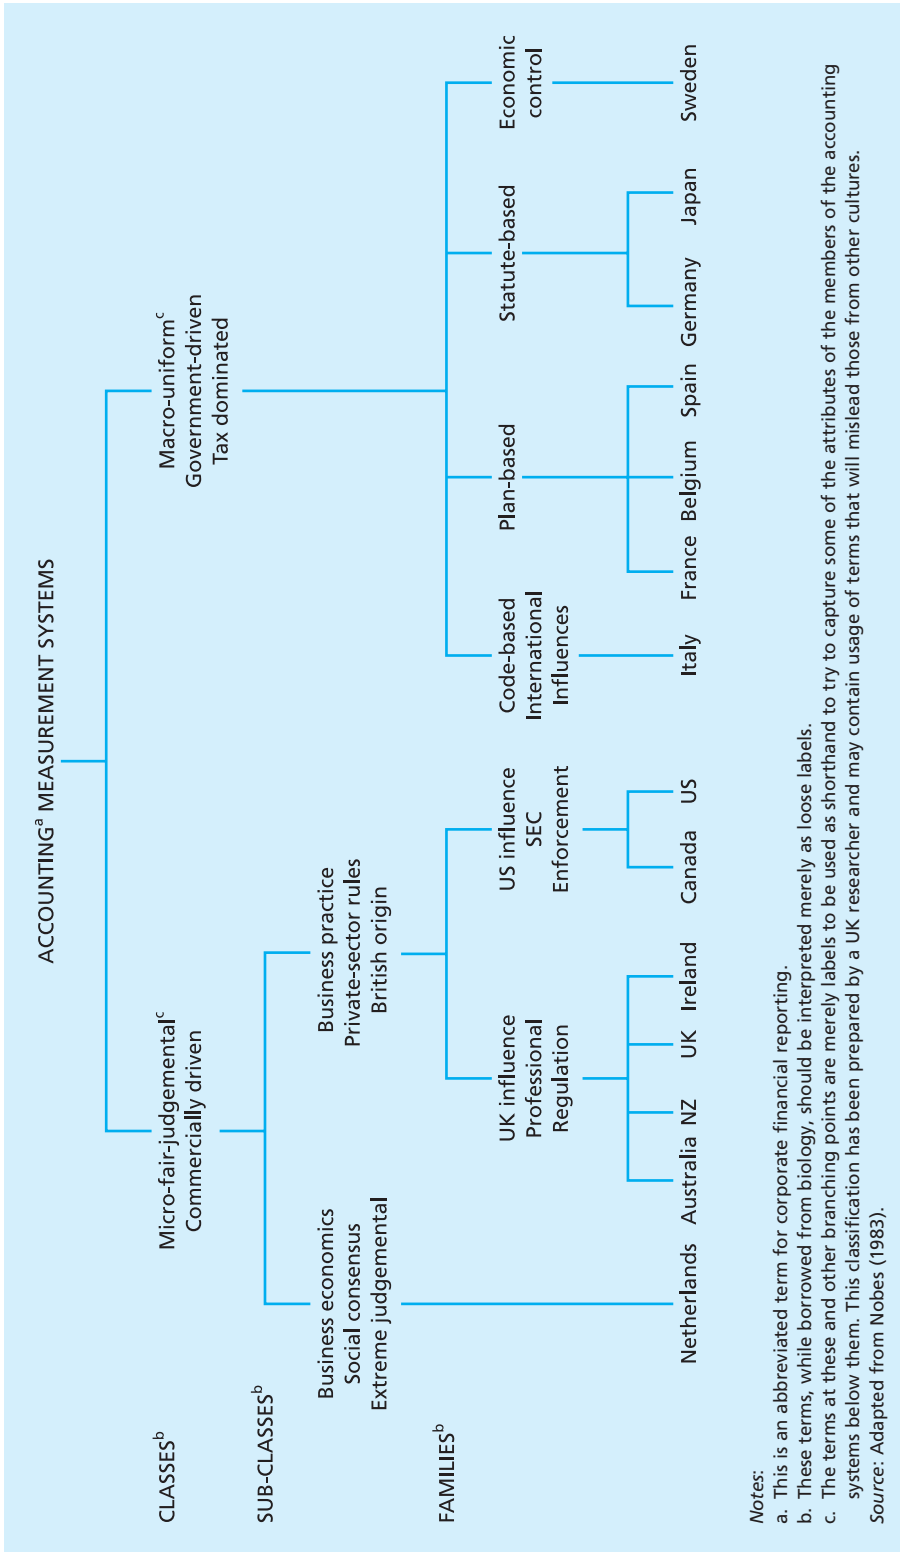 ACCOUNTINGa MEASUREMENT SYSTEMS
CLASSESb
Micro-fair-judgementalc
Commercially driven
Macro-uniformc
Government-driven
Tax dominated
SUB-CLASSESb
Business economics
Social consensus
Extreme judgemental
Business practice
Private-sector rules
British origin
FAMILIESb
UK influence
Professional
Regulation
US influence
SEC
Enforcement
Code-based
International
Influences
Plan-based
Statute-based
Economic
control
Netherlands Australia NZ UK Ireland Canada US Italy France Belgium Spain Germany Japan Sweden
Notes:
a. This is an abbreviated term for corporate financial reporting.
b. These terms, while borrowed from biology, should be interpreted merely as loose labels.
c. The terms at these and other branching points are merely labels to be used as shorthand to try to capture some of the attributes of the members of the accounting
systems below them. This classification has been prepared by a UK researcher and may contain usage of terms that will mislead those from other cultures.
Source: Adapted from Nobes (1983).